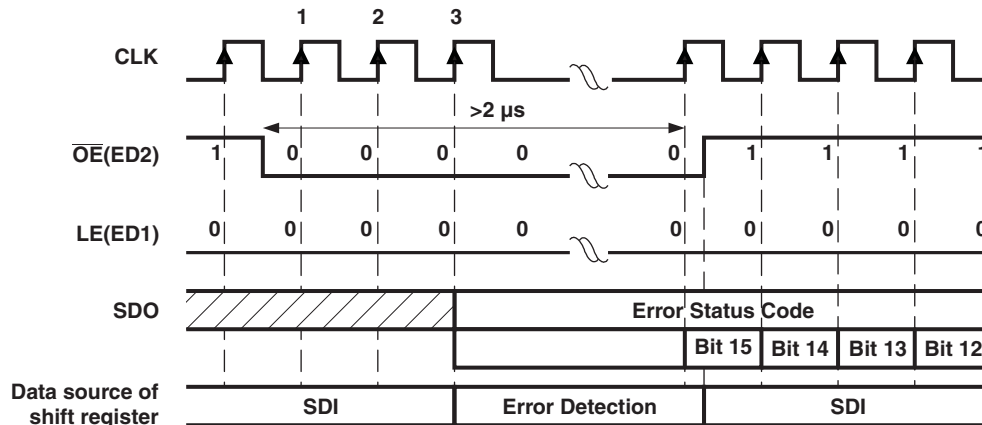 1 2 3
CLK
>2 µs
OE(ED2)
1 0 0 0 0 0 1 1 1 1
LE(ED1)
0 0 0 0 0 0 0 0 0 0
SDO
Error Status Code
Bit 15 Bit 14 Bit 13 Bit 12
Data source of
shift register
SDI Error Detection SDI